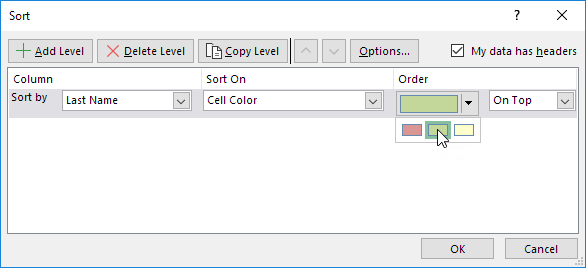 Sort ? ×
Add Level Delete Level Copy Level Options... My data has headers
Column Sort On Order
Sort by Last Name Cell Color On Top
OK Cancel